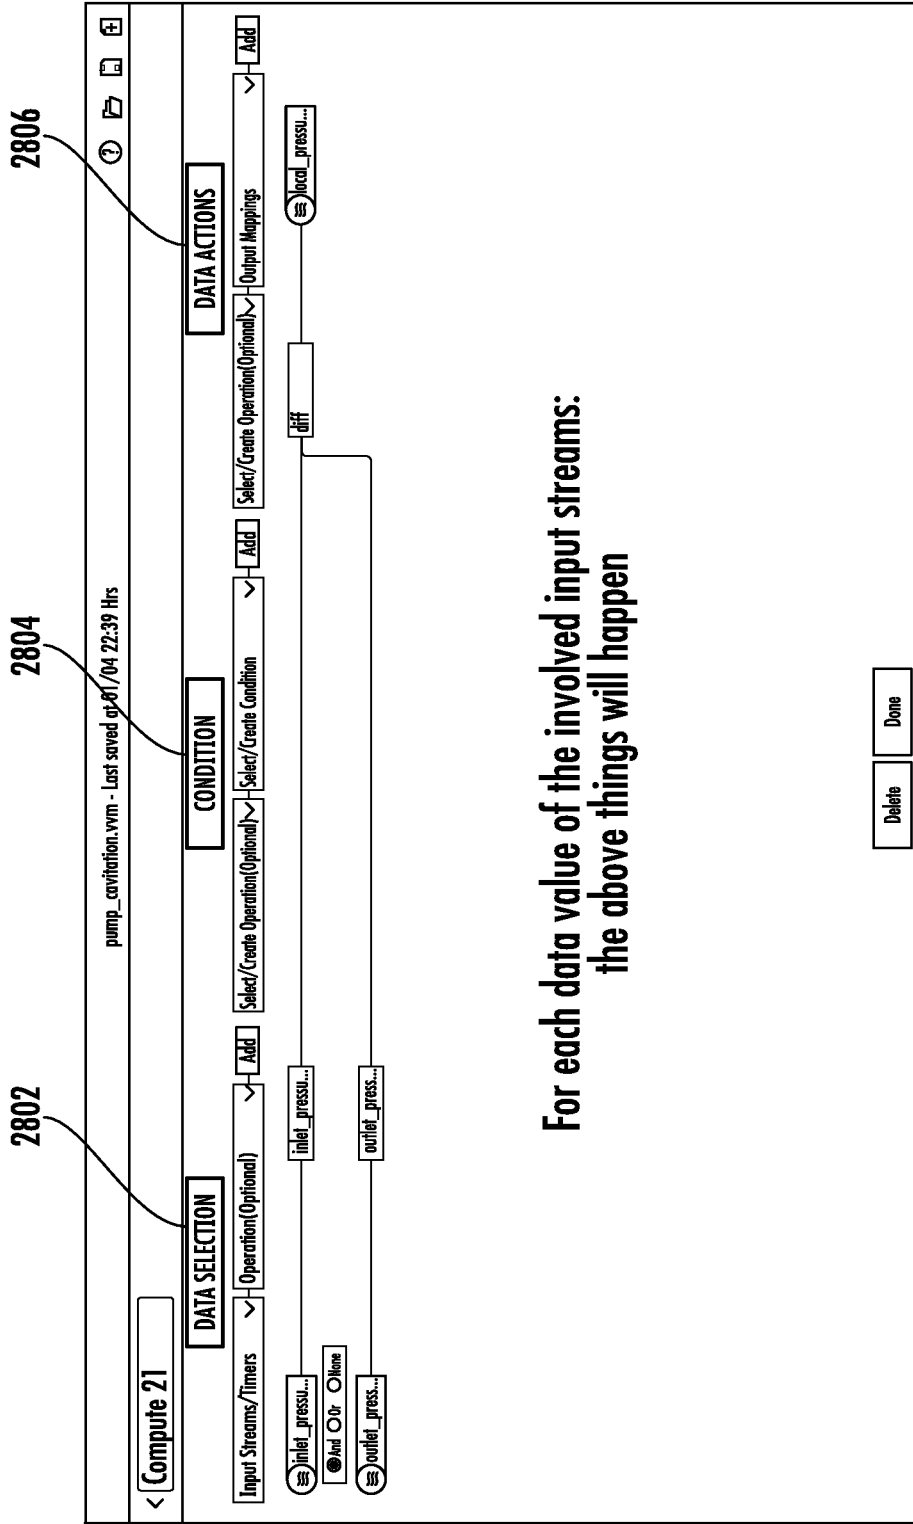 2802
2804
2806
pump_cavitation.vvm - Last saved at 01/04 22:39 Hrs
?
< Compute 21
DATA SELECTION
CONDITION
DATA ACTIONS
Input Streams/Timers
Operation(Optional)
Add
Select/Create Operation(Optional)
Select/Create Condition
Add
Select/Create Operation(Optional)
Output Mappings
Add
inlet_pressu...
inlet_pressu...
diff
local_pressu...
And Or None
outlet_press...
outlet_press...
For each data value of the involved input streams:
the above things will happen
Delete
Done